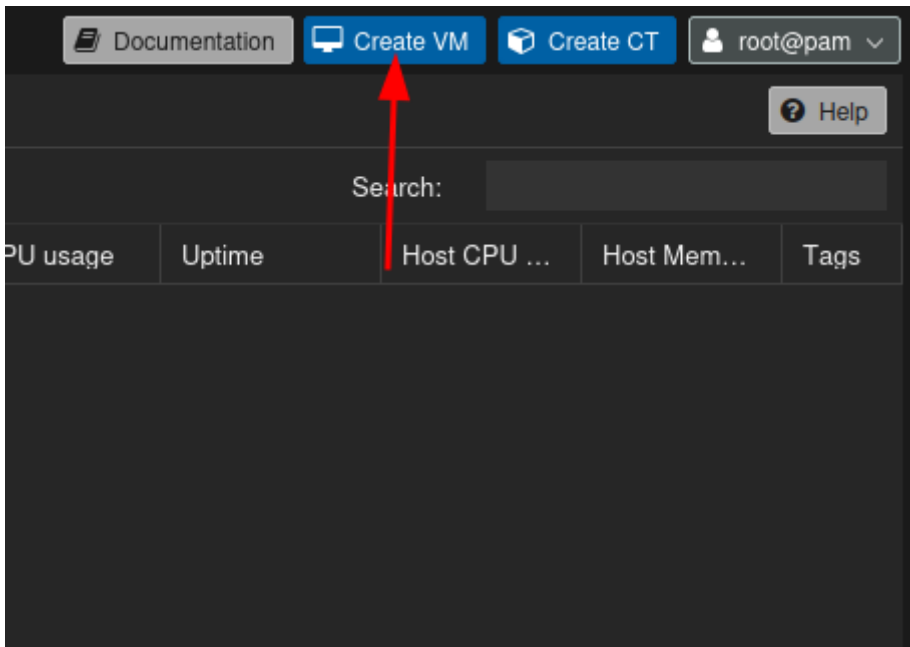 Documentation Create VM Create CT root@pam
Help
Search:
PU usage Uptime Host CPU ... Host Mem... Tags